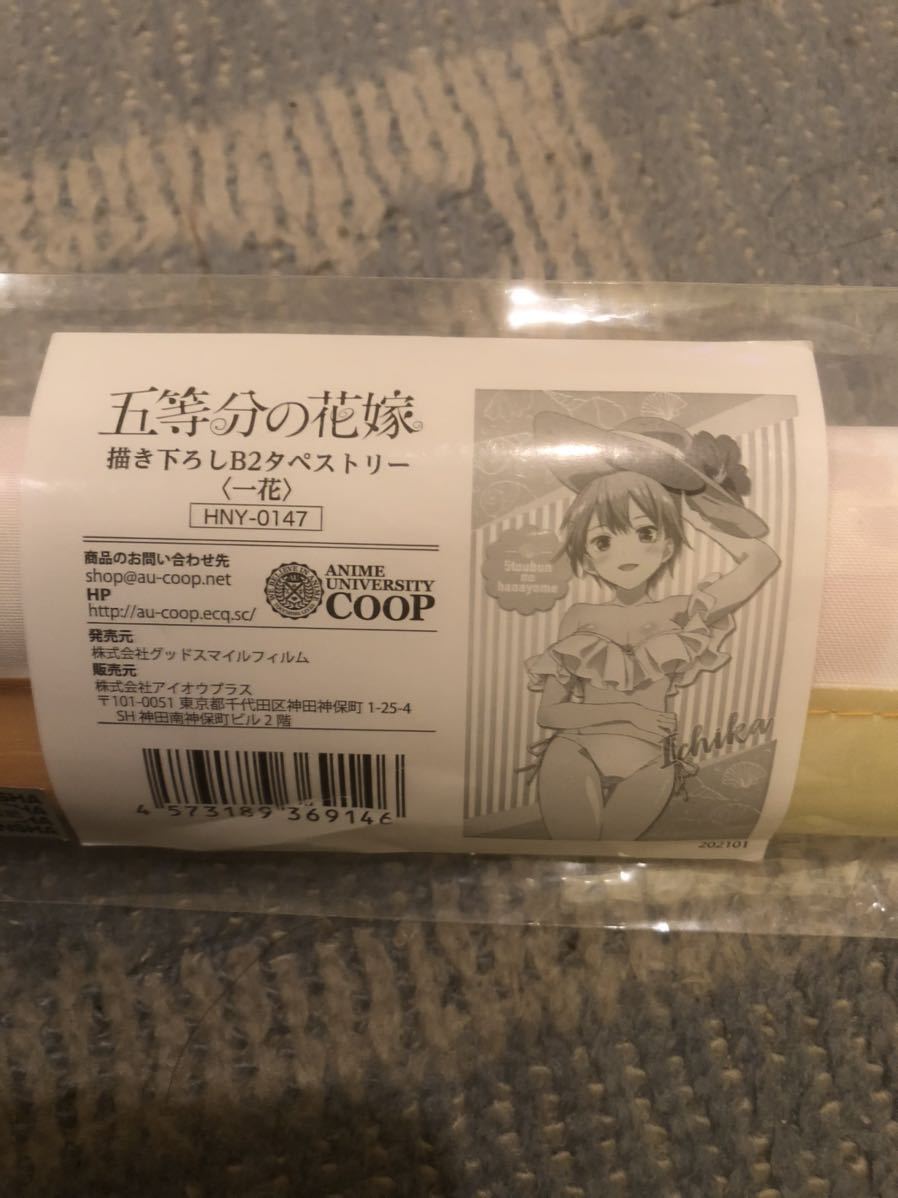 五等分の花嫁
描き下ろしB2タペストリー
〈一花〉
HNY-0147
商品のお問い合わせ先
shop@au-coop.net
HP
http://au-coop.ecq.sc/
ANIME
UNIVERSITY
COOP
発売元
株式会社グッドスマイルフィルム
販売元
株式会社アイオウプラス
〒101-0051 東京都千代田区神田神保町 1-25-4
SH 神田南神保町ビル 2 階
4 573189 369146
5toubun
no
hanayome
Ichika
202101